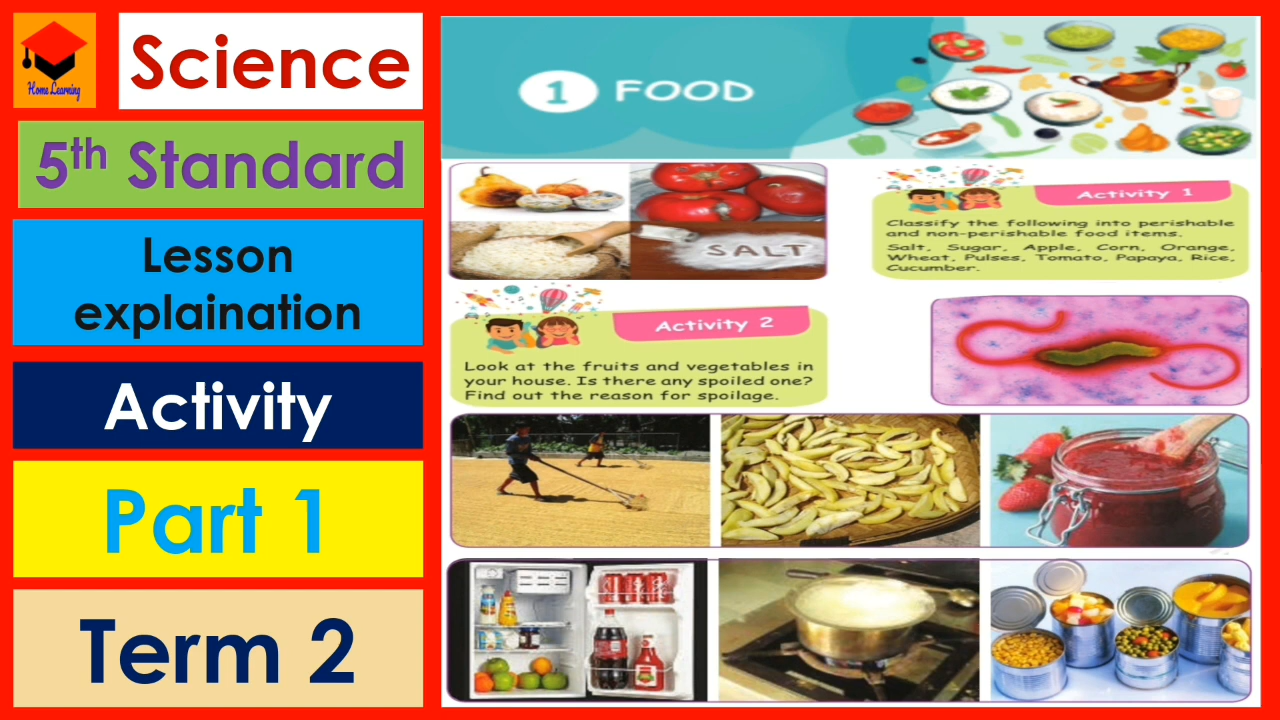 Home Learning
Science
5th Standard
Lesson
explaination
Activity
Part 1
Term 2
1 FOOD
SALT
Activity 1
Classify the following into perishable
and non-perishable food items.
Salt, Sugar, Apple, Corn, Orange,
Wheat, Pulses, Tomato, Papaya, Rice,
Cucumber.
Activity 2
Look at the fruits and vegetables in
your house. Is there any spoiled one?
Find out the reason for spoilage.